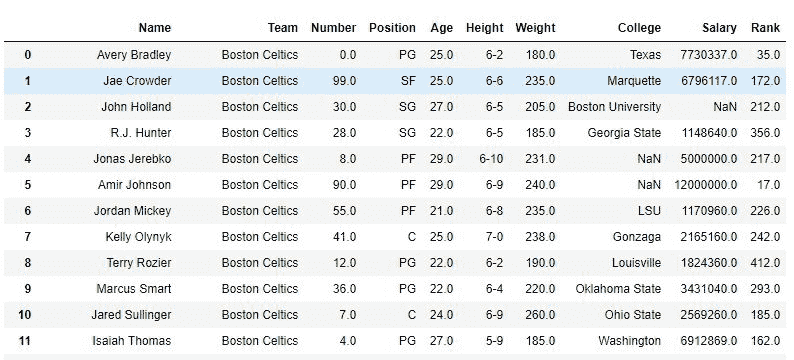 Name Team Number Position Age Height Weight College Salary Rank
0 Avery Bradley Boston Celtics 0.0 PG 25.0 6-2 180.0 Texas 7730337.0 35.0
1 Jae Crowder Boston Celtics 99.0 SF 25.0 6-6 235.0 Marquette 6796117.0 172.0
2 John Holland Boston Celtics 30.0 SG 27.0 6-5 205.0 Boston University NaN 212.0
3 R.J. Hunter Boston Celtics 28.0 SG 22.0 6-5 185.0 Georgia State 1148640.0 356.0
4 Jonas Jerebko Boston Celtics 8.0 PF 29.0 6-10 231.0 NaN 5000000.0 217.0
5 Amir Johnson Boston Celtics 90.0 PF 29.0 6-9 240.0 NaN 12000000.0 17.0
6 Jordan Mickey Boston Celtics 55.0 PF 21.0 6-8 235.0 LSU 1170960.0 226.0
7 Kelly Olynyk Boston Celtics 41.0 C 25.0 7-0 238.0 Gonzaga 2165160.0 242.0
8 Terry Rozier Boston Celtics 12.0 PG 22.0 6-2 190.0 Louisville 1824360.0 412.0
9 Marcus Smart Boston Celtics 36.0 PG 22.0 6-4 220.0 Oklahoma State 3431040.0 293.0
10 Jared Sullinger Boston Celtics 7.0 C 24.0 6-9 260.0 Ohio State 2569260.0 185.0
11 Isaiah Thomas Boston Celtics 4.0 PG 27.0 5-9 185.0 Washington 6912869.0 162.0